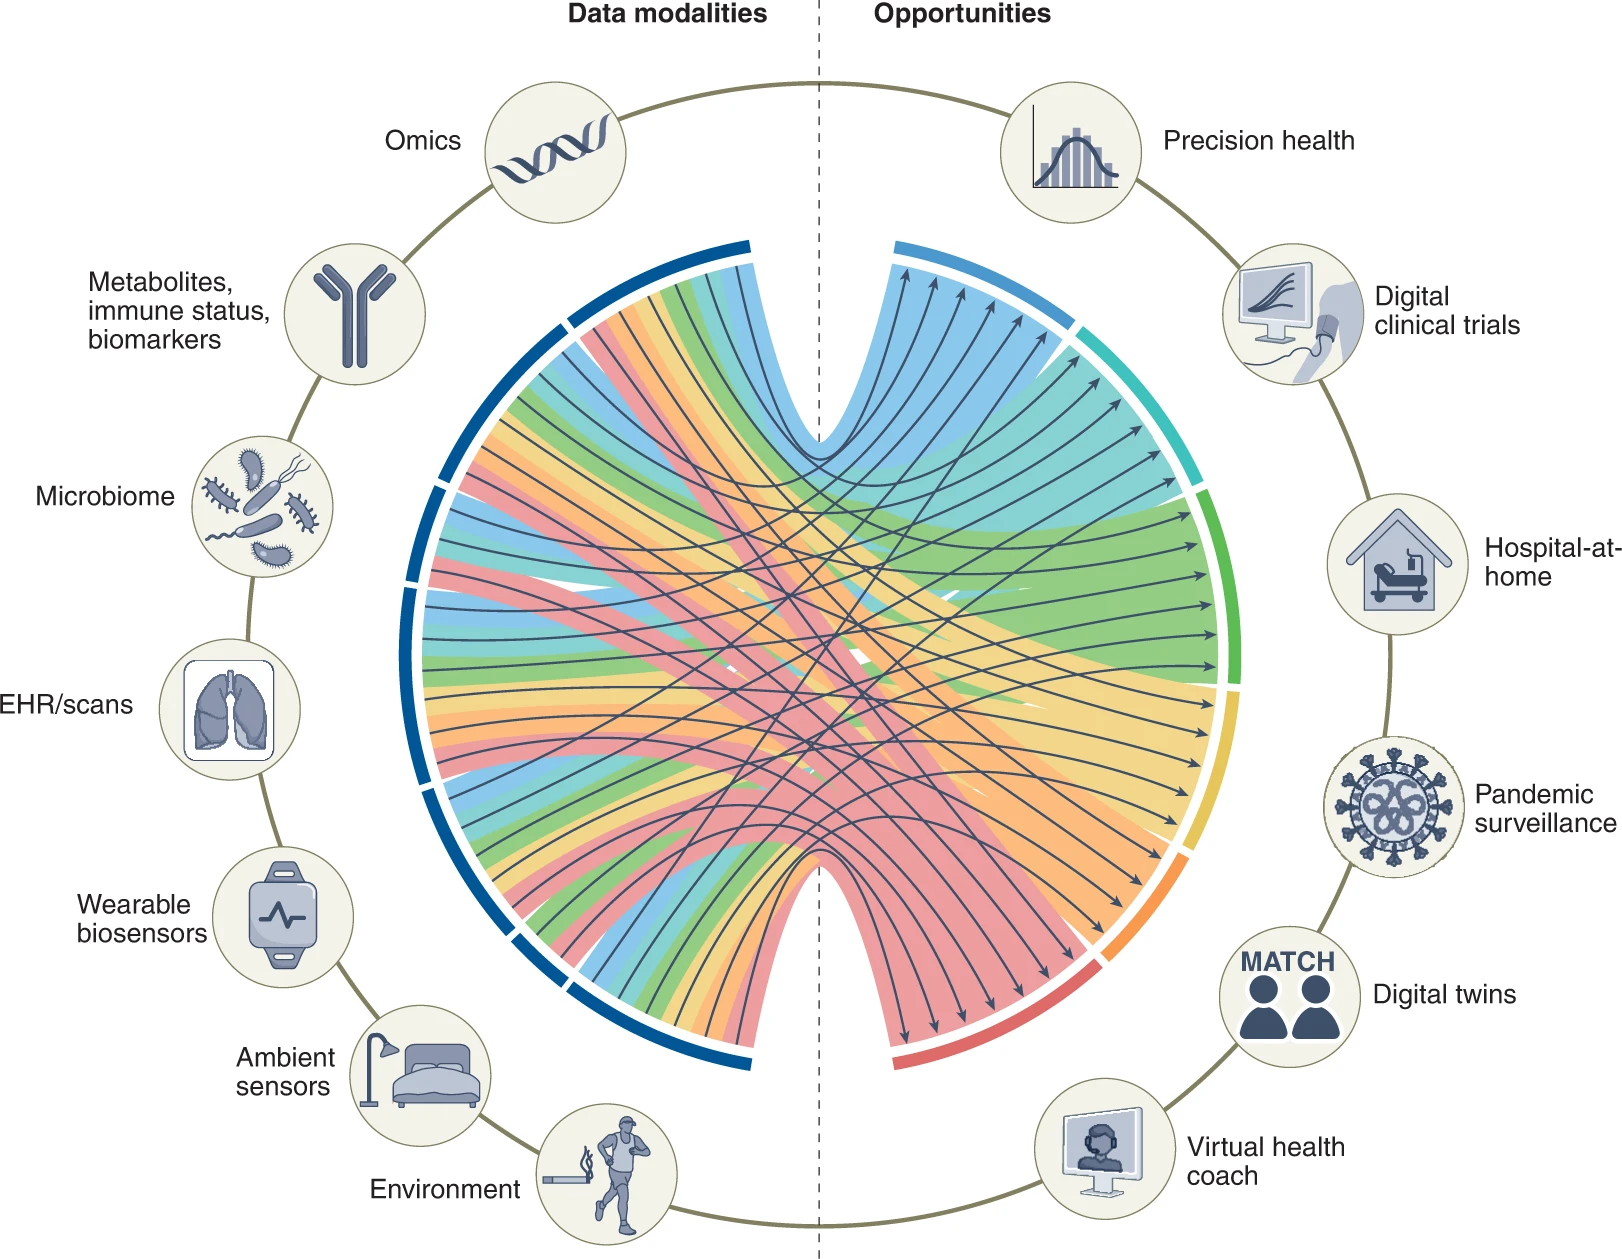 Data modalities
Opportunities
Omics
Precision health
Metabolites,
immune status,
biomarkers
Digital
clinical trials
Microbiome
Hospital-at-
home
EHR/scans
Pandemic
surveillance
Wearable
biosensors
MATCH
Digital twins
Ambient
sensors
Virtual health
coach
Environment